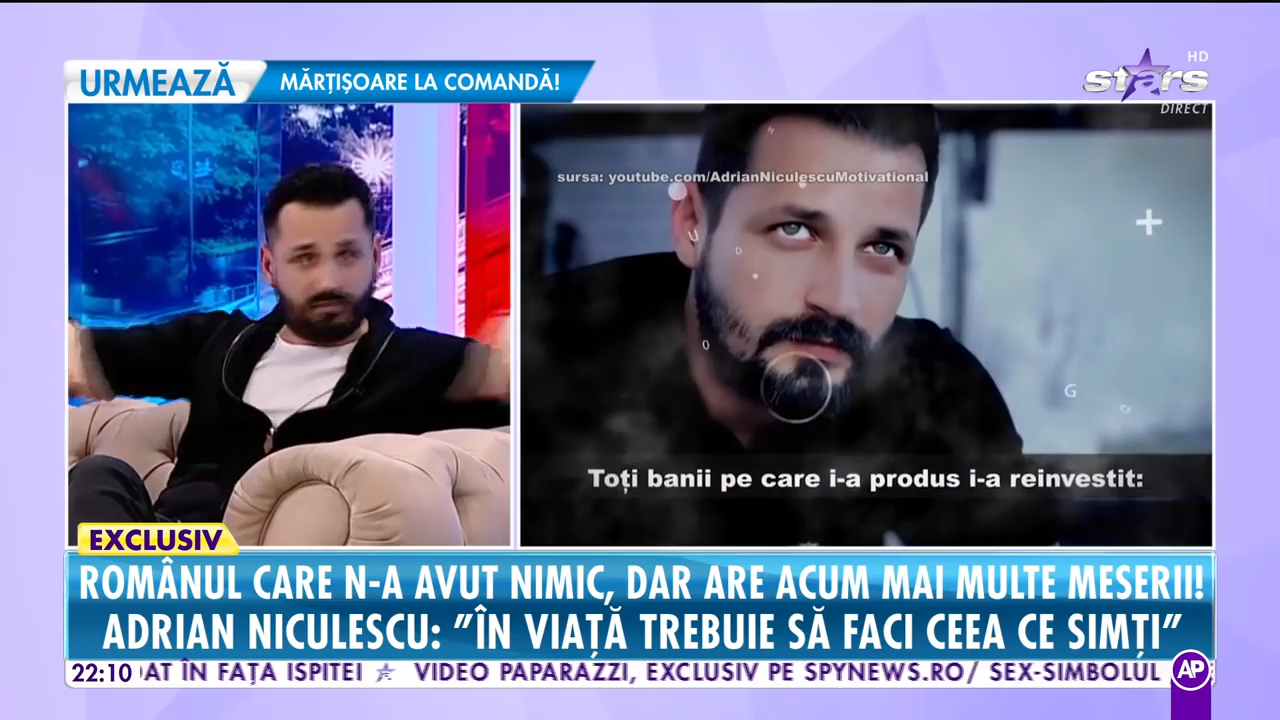 URMEAZĂ
MĂRȚIȘOARE LA COMANDĂ!
HD
stars
DIRECT
sursa: youtube.com/AdrianNiculescuMotivational
Toți banii pe care i-a produs i-a reinvestit:
EXCLUSIV
ROMÂNUL CARE N-A AVUT NIMIC, DAR ARE ACUM MAI MULTE MESERII!
ADRIAN NICULESCU: ”ÎN VIAȚĂ TREBUIE SĂ FACI CEEA CE SIMȚI”
22:10 DAT ÎN FAȚA ISPITEI ☆ VIDEO PAPARAZZI, EXCLUSIV PE SPYNEWS.RO/ SEX-SIMBOLUL
AP